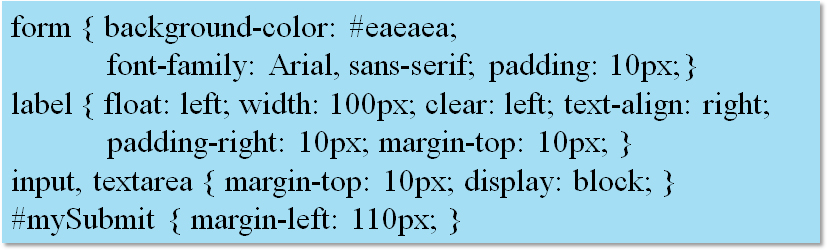 form { background-color: #eaeaea;
font-family: Arial, sans-serif; padding: 10px;}
label { float: left; width: 100px; clear: left; text-align: right;
padding-right: 10px; margin-top: 10px; }
input, textarea { margin-top: 10px; display: block; }
#mySubmit { margin-left: 110px; }